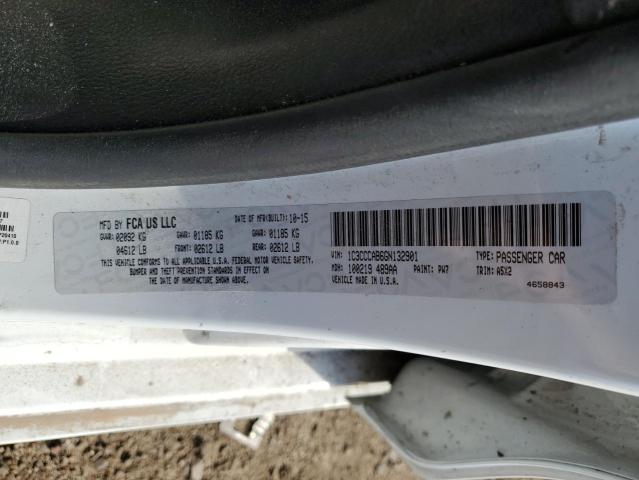 MFD BY FCA US LLC
DATE OF MFR(BUILT): 10-15
GVWR: 02092 KG GAWR: 01185 KG GAWR: 01185 KG
04612 LB FRONT: 02612 LB REAR: 02612 LB
THIS VEHICLE CONFORMS TO ALL APPLICABLE U.S.A. FEDERAL MOTOR VEHICLE SAFETY,
BUMPER AND THEFT PREVENTION STANDARDS IN EFFECT ON
THE DATE OF MANUFACTURE SHOWN ABOVE.
VIN: 1C3CCCAB6GN132901 TYPE: PASSENGER CAR
MDH: 100219 489AA PAINT: PW7 TRIM: A5X2
VEHICLE MADE IN U.S.A.
4658843